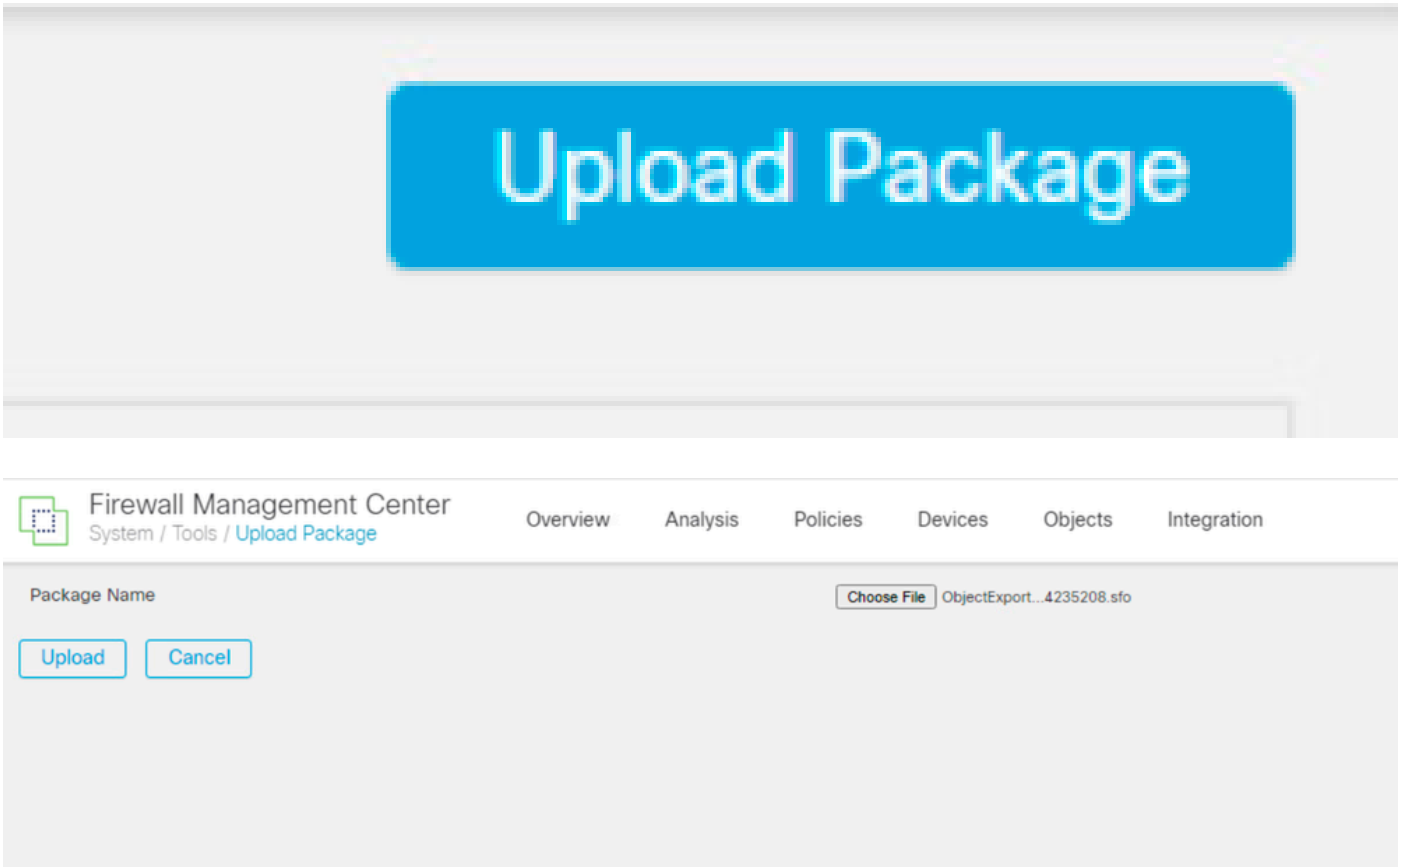 Upload Package
Firewall Management Center
System / Tools / Upload Package
Overview Analysis Policies Devices Objects Integration
Package Name
Choose File ObjectExport...4235208.sfo
Upload Cancel